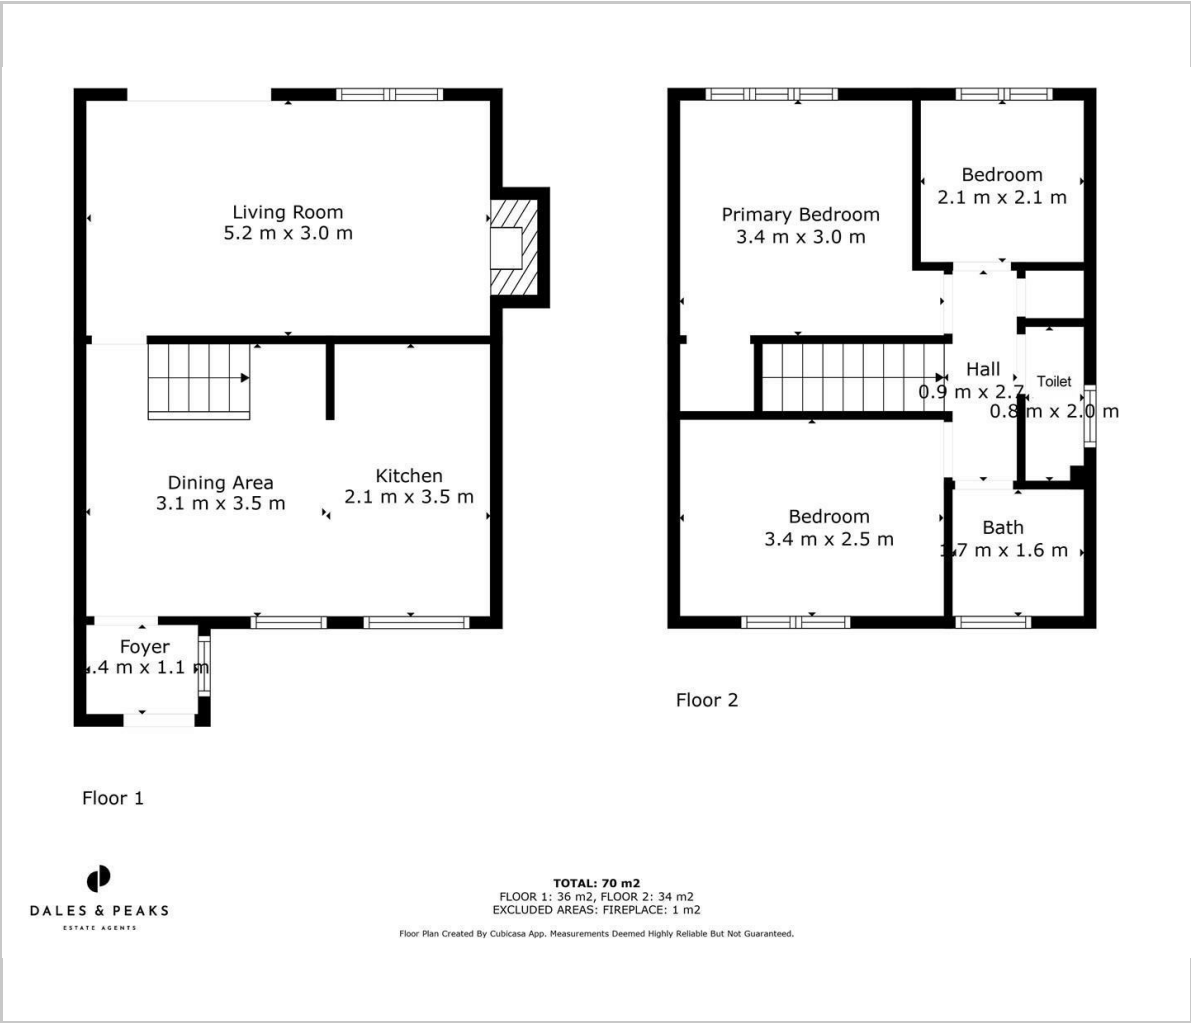 Living Room
5.2 m x 3.0 m
Dining Area
3.1 m x 3.5 m
Kitchen
2.1 m x 3.5 m
Foyer
.4 m x 1.1 m
Floor 1
Primary Bedroom
3.4 m x 3.0 m
Bedroom
2.1 m x 2.1 m
Hall
0.9 m x 2.7
Toilet
0.8 m x 2.0 m
Bedroom
3.4 m x 2.5 m
Bath
1.7 m x 1.6 m
Floor 2
DALES & PEAKS
ESTATE AGENTS
TOTAL: 70 m2
FLOOR 1: 36 m2, FLOOR 2: 34 m2
EXCLUDED AREAS: FIREPLACE: 1 m2
Floor Plan Created By Cubicasa App. Measurements Deemed Highly Reliable But Not Guaranteed.